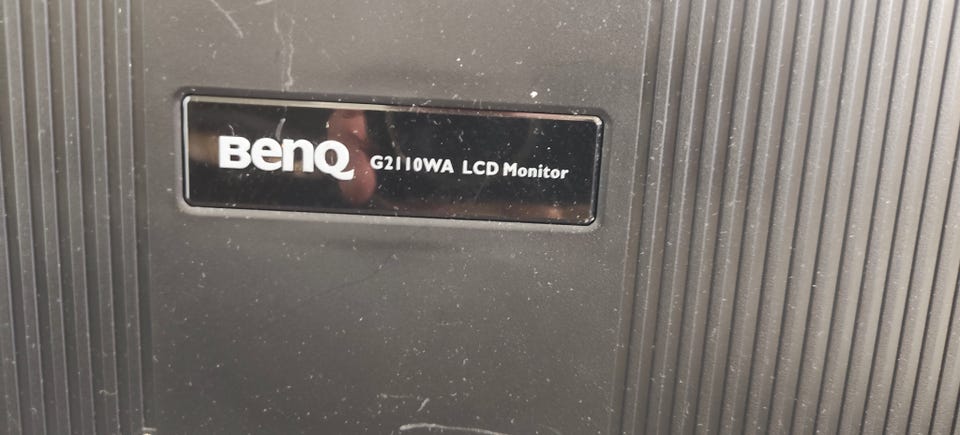 BenQ G2110WA LCD Monitor